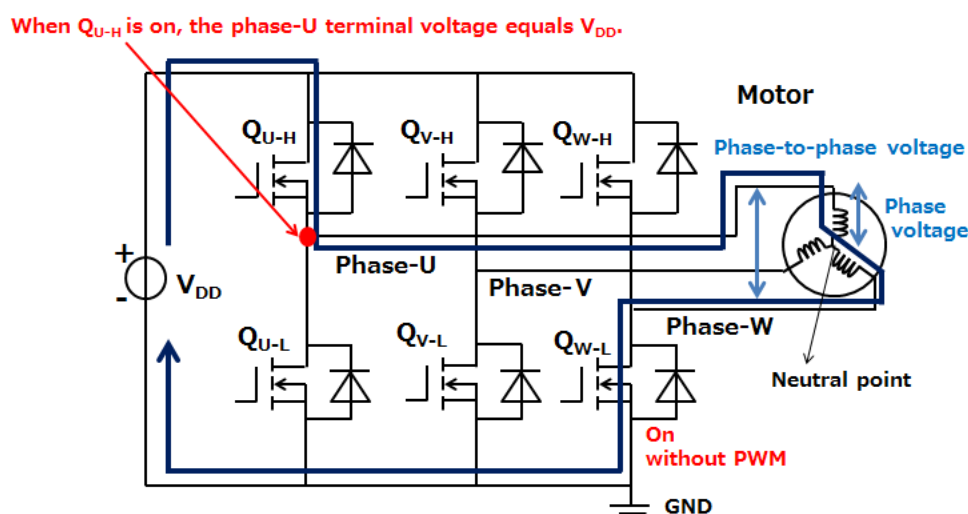 When QU-H is on, the phase-U terminal voltage equals VDD.
Motor
QU-H
QV-H
QW-H
Phase-to-phase voltage
Phase
voltage
+
-
VDD
Phase-U
Phase-V
Phase-W
QU-L
QV-L
QW-L
Neutral point
On
without PWM
GND